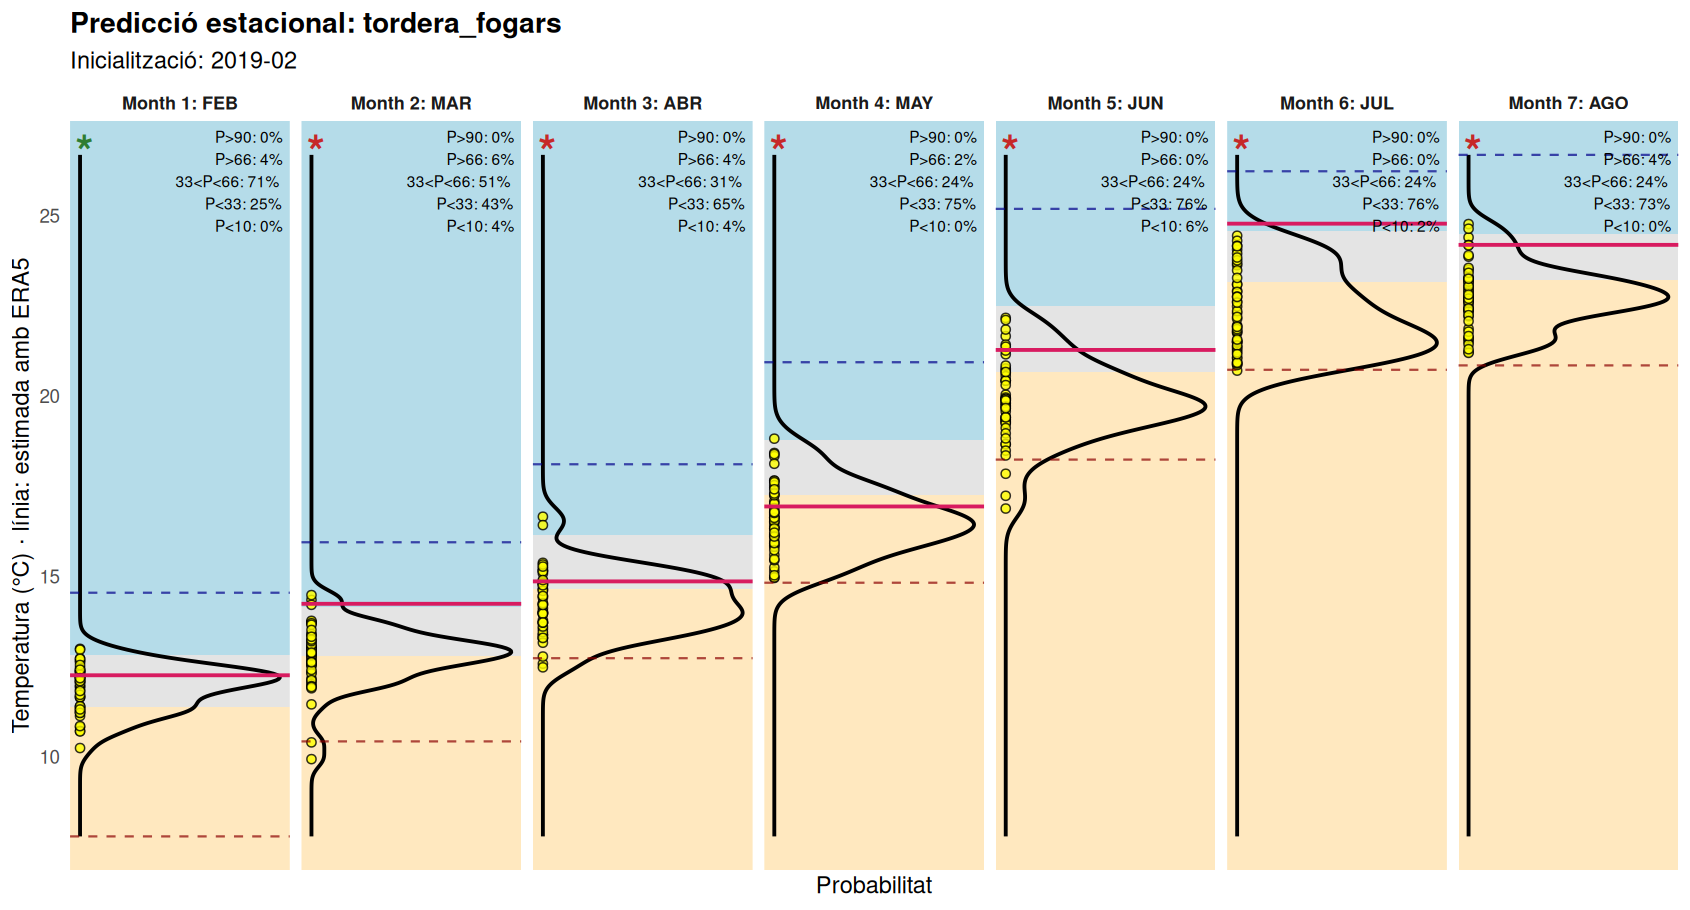 Predicció estacional: tordera_fogars
Inicialització: 2019-02
Month 1: FEB
Month 2: MAR
Month 3: ABR
Month 4: MAY
Month 5: JUN
Month 6: JUL
Month 7: AGO
*
P>90: 0%
P>66: 4%
33<P<66: 71%
P<33: 25%
P<10: 0%
*
P>90: 0%
P>66: 6%
33<P<66: 51%
P<33: 43%
P<10: 4%
*
P>90: 0%
P>66: 4%
33<P<66: 31%
P<33: 65%
P<10: 4%
*
P>90: 0%
P>66: 2%
33<P<66: 24%
P<33: 75%
P<10: 0%
*
P>90: 0%
P>66: 0%
33<P<66: 24%
P<33: 76%
P<10: 6%
*
P>90: 0%
P>66: 0%
33<P<66: 24%
P<33: 76%
P<10: 2%
*
P>90: 0%
P>66: 4%
33<P<66: 24%
P<33: 73%
P<10: 0%
25
20
15
10
Temperatura (°C) · línia: estimada amb ERA5
Probabilitat